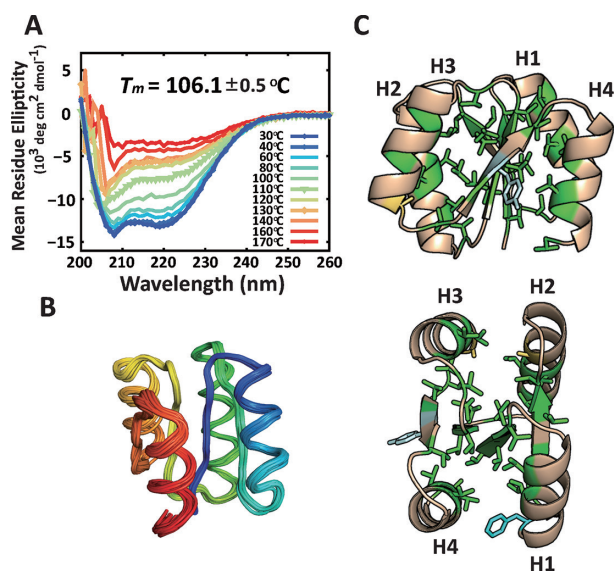 A
Tm = 106.1 ± 0.5 °C
Mean Residue Ellipticity
(10³ deg cm² dmol⁻¹)
5
0
−5
−10
−15
30℃
40℃
60℃
80℃
100℃
110℃
120℃
130℃
140℃
160℃
170℃
200 210 220 230 240 250 260
Wavelength (nm)
B
C
H3 H1
H2 H4
H3 H2
H4 H1